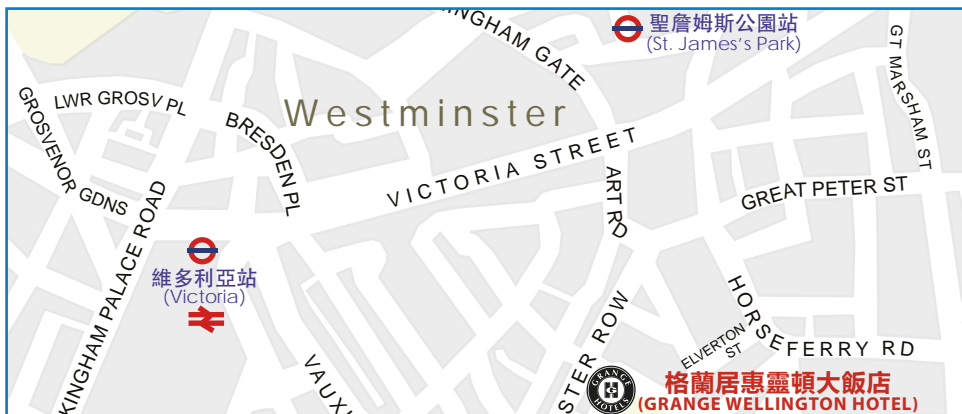 INGHAM GATE
聖詹姆斯公園站
(St. James's Park)
GT MARSHAM ST
LWR GROSV PL
GROSVENOR GDNS
BRESDEN PL
Westminster
VICTORIA STREET
ART RD
GREAT PETER ST
KINGHAM PALACE ROAD
維多利亞站
(Victoria)
VAUX
STER ROW
HORSEFERRY RD
ELVERTON
ST
GRANGE
H
G
HOTELS
格蘭居惠靈頓大飯店
(GRANGE WELLINGTON HOTEL)